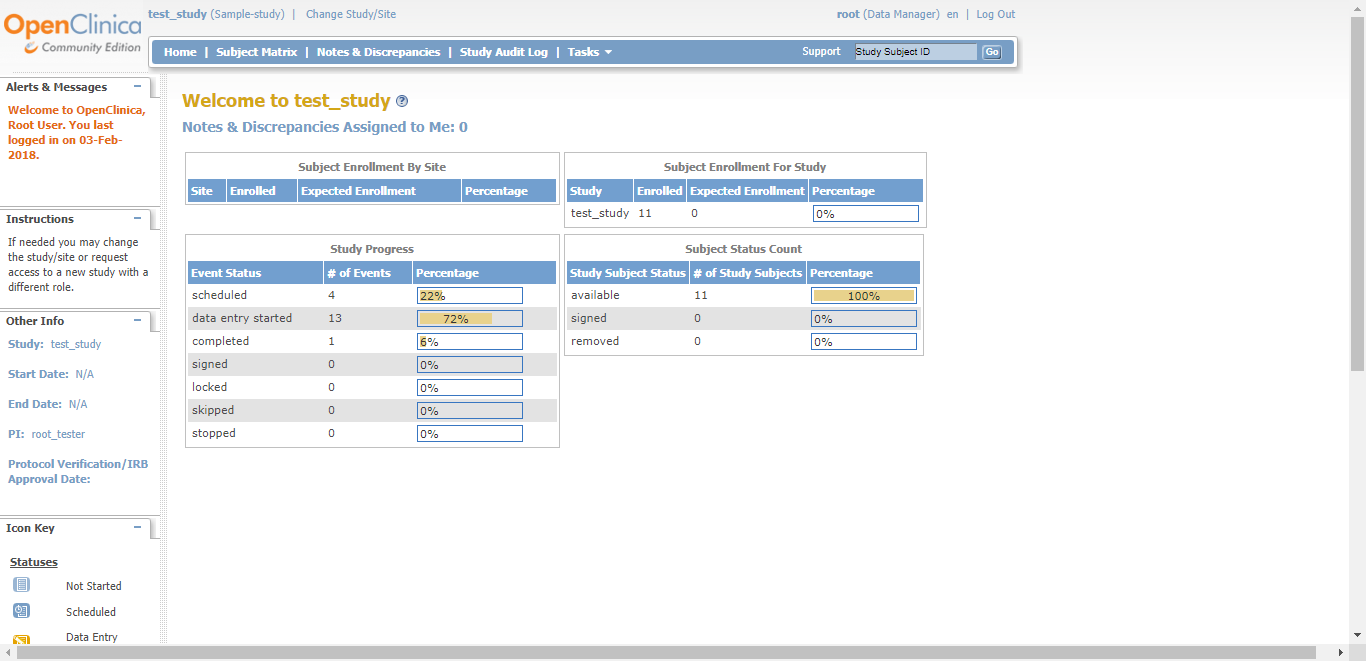 OpenClinica
Community Edition
test_study (Sample-study) | Change Study/Site
root (Data Manager) en | Log Out
Home | Subject Matrix | Notes & Discrepancies | Study Audit Log | Tasks
Support Study Subject ID Go
Alerts & Messages
Welcome to OpenClinica,
Root User. You last
logged in on 03-Feb-
2018.
Instructions
If needed you may change
the study/site or request
access to a new study with a
different role.
Other Info
Study: test_study
Start Date: N/A
End Date: N/A
PI: root_tester
Protocol Verification/IRB
Approval Date:
Icon Key
Statuses
Not Started
Scheduled
Data Entry
Welcome to test_study ?
Notes & Discrepancies Assigned to Me: 0
Subject Enrollment By Site
Site Enrolled Expected Enrollment Percentage
Subject Enrollment For Study
Study Enrolled Expected Enrollment Percentage
test_study 11 0 0%
Study Progress
Event Status # of Events Percentage
scheduled 4 22%
data entry started 13 72%
completed 1 6%
signed 0 0%
locked 0 0%
skipped 0 0%
stopped 0 0%
Subject Status Count
Study Subject Status # of Study Subjects Percentage
available 11 100%
signed 0 0%
removed 0 0%